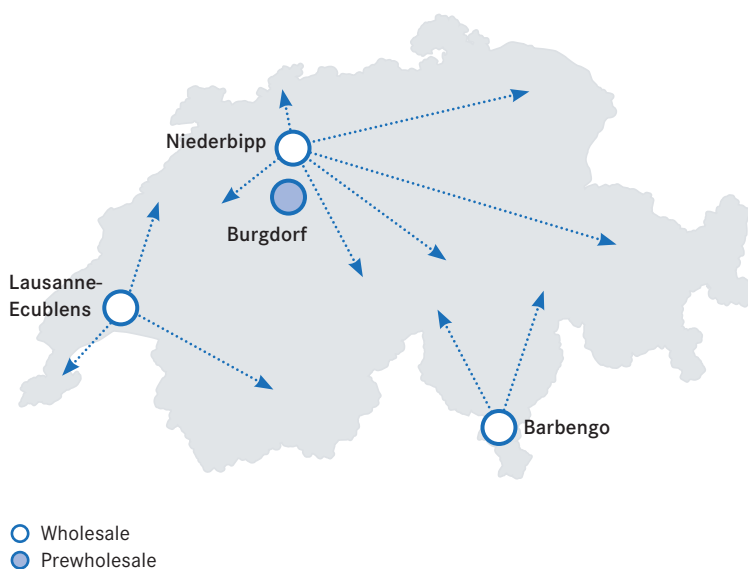 Niederbipp
Burgdorf
Lausanne-
Ecublens
Barbengo
Wholesale
Prewholesale